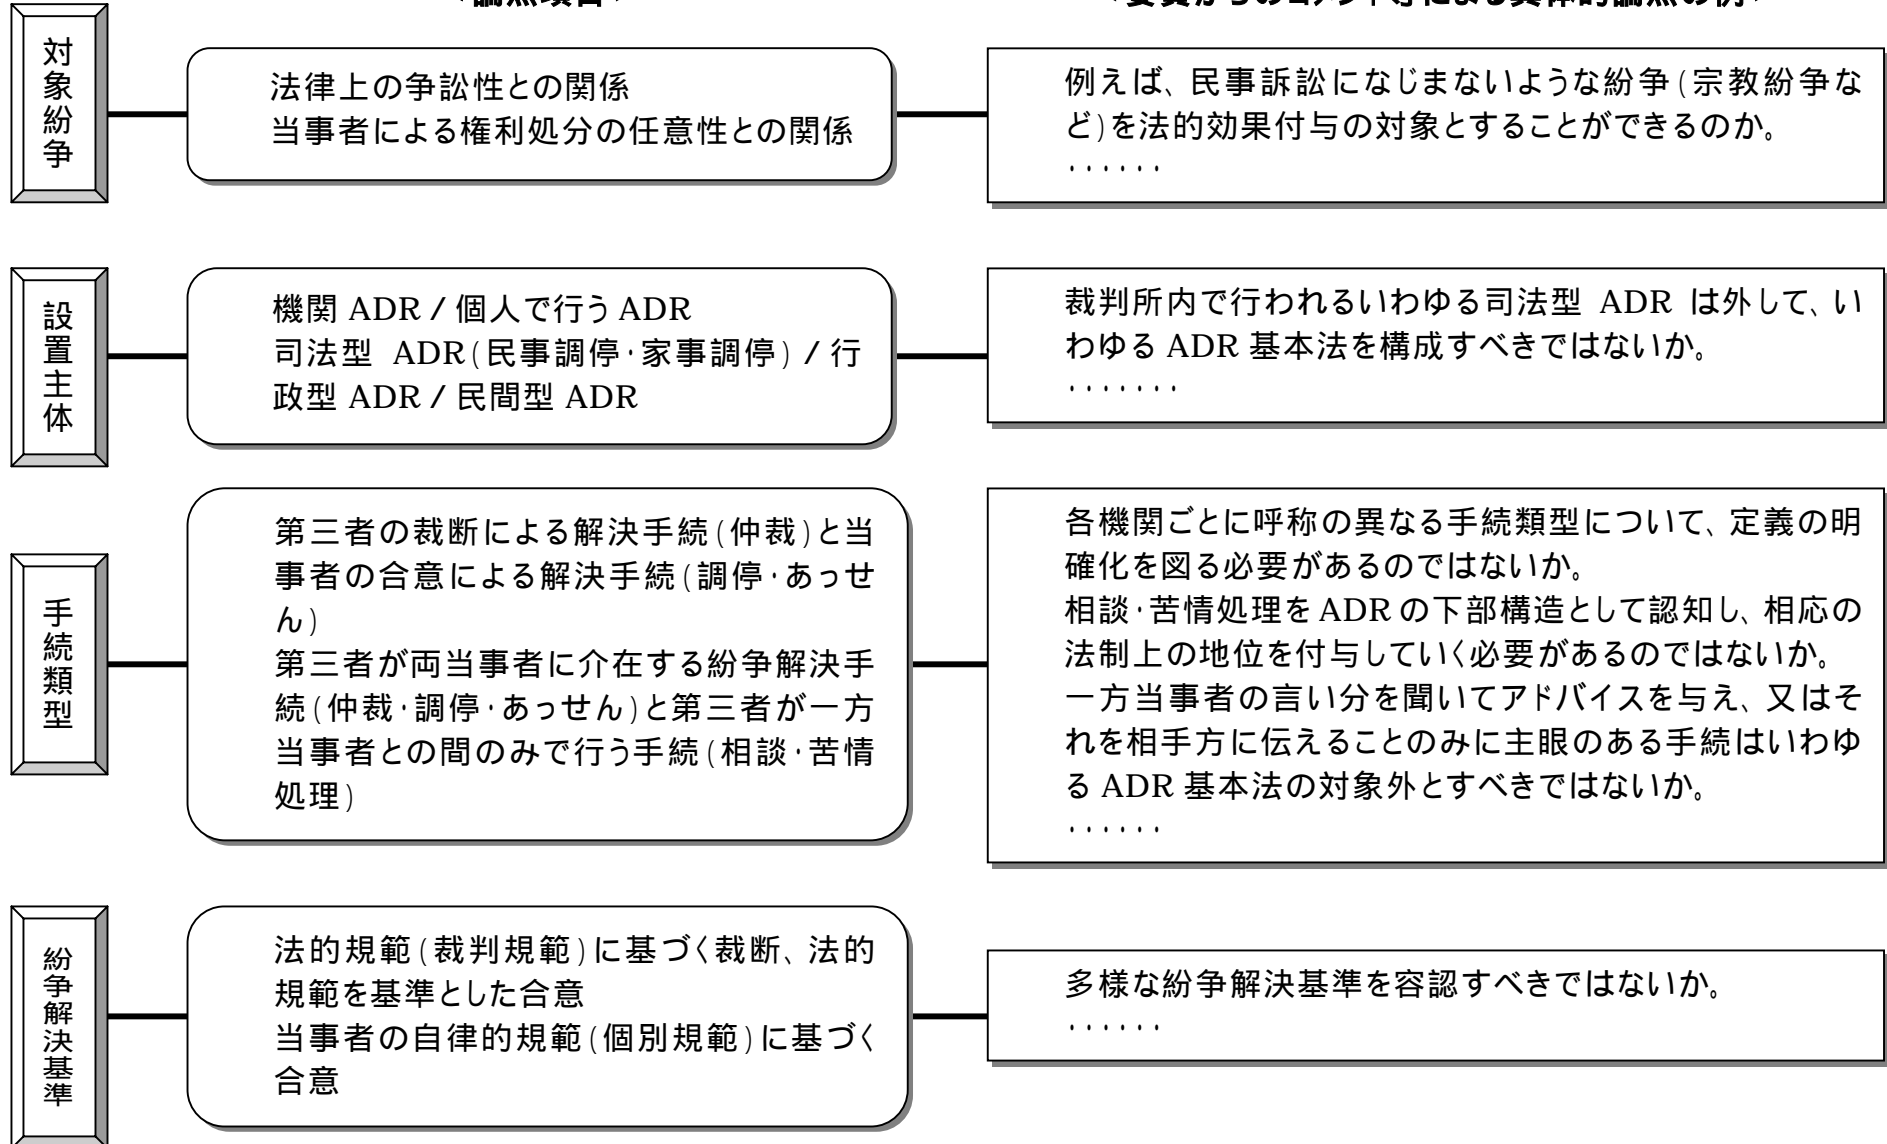 対象紛争
法律上の争訟性との関係
当事者による権利処分の任意性との関係
例えば、民事訴訟になじまないような紛争(宗教紛争な
ど)を法的効果付与の対象とすることができるのか。
・・・・・・
設置主体
機関 ADR / 個人で行う ADR
司法型 ADR(民事調停・家事調停) / 行
政型 ADR / 民間型 ADR
裁判所内で行われるいわゆる司法型 ADR は外して、い
わゆる ADR 基本法を構成すべきではないか。
・・・・・・・
手続類型
第三者の裁断による解決手続(仲裁)と当
事者の合意による解決手続(調停・あっせ
ん)
第三者が両当事者に介在する紛争解決手
続(仲裁・調停・あっせん)と第三者が一方
当事者との間のみで行う手続(相談・苦情
処理)
各機関ごとに呼称の異なる手続類型について、定義の明
確化を図る必要があるのではないか。
相談・苦情処理を ADR の下部構造として認知し、相応の
法制上の地位を付与していく必要があるのではないか。
一方当事者の言い分を聞いてアドバイスを与え、又はそ
れを相手方に伝えることのみに主眼のある手続はいわゆ
る ADR 基本法の対象外とすべきではないか。
・・・・・・
紛争解決基準
法的規範(裁判規範)に基づく裁断、法的
規範を基準とした合意
当事者の自律的規範(個別規範)に基づく
合意
多様な紛争解決基準を容認すべきではないか。
・・・・・・